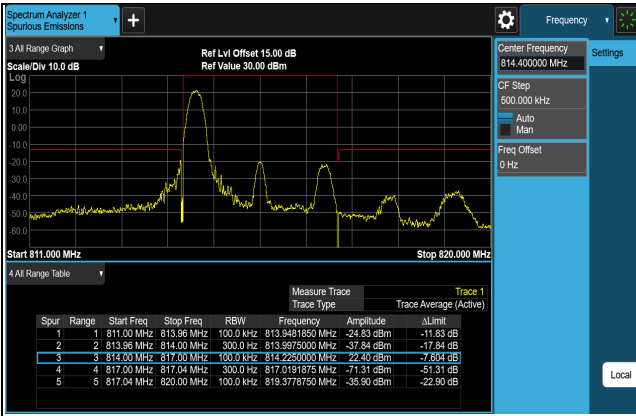 Spectrum Analyzer 1
Spurious Emissions
+
Frequency
3 All Range Graph
Ref Lvl Offset 15.00 dB
Scale/Div 10.0 dB
Ref Value 30.00 dBm
Log
20.0
10.0
0.00
-10.0
-20.0
-30.0
-40.0
-50.0
-60.0
Start 811.000 MHz
Stop 820.000 MHz
Center Frequency
814.400000 MHz
Settings
CF Step
500.000 kHz
Auto
Man
Freq Offset
0 Hz
4 All Range Table
Measure Trace Trace 1
Trace Type Trace Average (Active)
Spur Range Start Freq Stop Freq RBW Frequency Amplitude ΔLimit
1 1 811.00 MHz 813.96 MHz 100.0 kHz 813.9481850 MHz -24.83 dBm -11.83 dB
2 2 813.96 MHz 814.00 MHz 300.0 Hz 813.9975000 MHz -37.84 dBm -17.84 dB
3 3 814.00 MHz 817.00 MHz 100.0 kHz 814.2250000 MHz 22.40 dBm -7.604 dB
4 4 817.00 MHz 817.04 MHz 300.0 Hz 817.0191875 MHz -71.31 dBm -51.31 dB
5 5 817.04 MHz 820.00 MHz 100.0 kHz 819.3778750 MHz -35.90 dBm -22.90 dB
Local